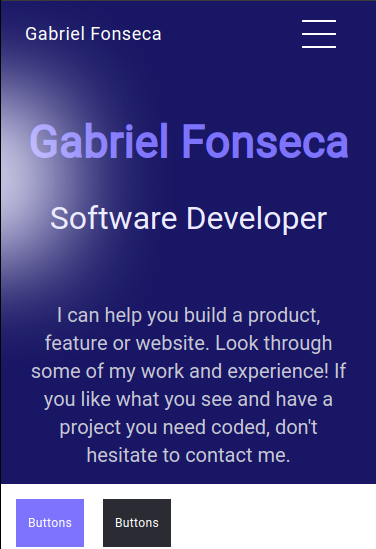 Gabriel Fonseca
Gabriel Fonseca
Software Developer
I can help you build a product,
feature or website. Look through
some of my work and experience! If
you like what you see and have a
project you need coded, don't
hesitate to contact me.
Buttons Buttons